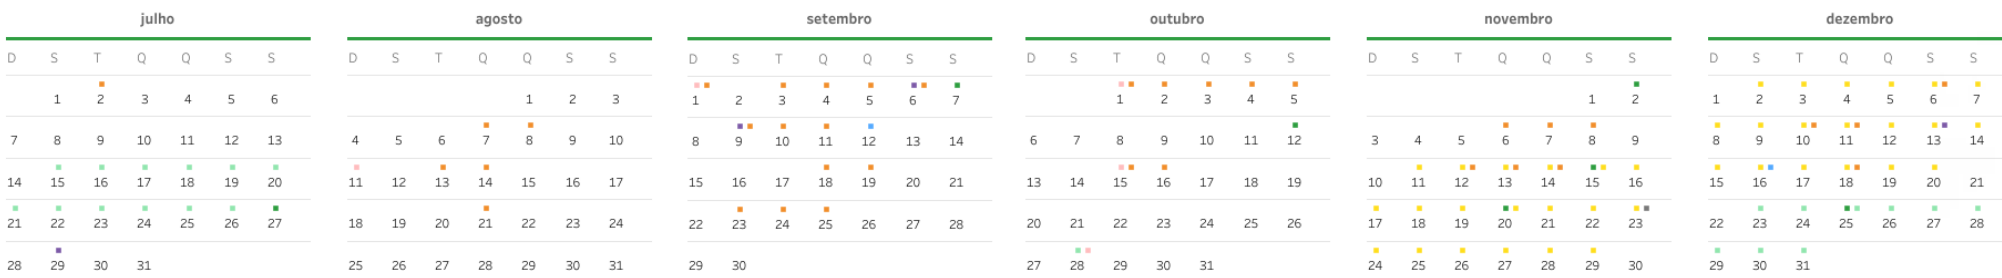 julho agosto setembro outubro novembro dezembro
D S T Q Q S S D S T Q Q S S D S T Q Q S S D S T Q Q S S D S T Q Q S S D S T Q Q S S
1 2 3 4 5 6 1 2 3 1 2 3 4 5 6 7 1 2 3 4 5 1 2 1 2 3 4 5 6 7
7 8 9 10 11 12 13 4 5 6 7 8 9 10 8 9 10 11 12 13 14 6 7 8 9 10 11 12 3 4 5 6 7 8 9 8 9 10 11 12 13 14
14 15 16 17 18 19 20 11 12 13 14 15 16 17 15 16 17 18 19 20 21 13 14 15 16 17 18 19 10 11 12 13 14 15 16 15 16 17 18 19 20 21
21 22 23 24 25 26 27 18 19 20 21 22 23 24 22 23 24 25 26 27 28 20 21 22 23 24 25 26 17 18 19 20 21 22 23 22 23 24 25 26 27 28
28 29 30 31 25 26 27 28 29 30 31 29 30 27 28 29 30 31 24 25 26 27 28 29 30 29 30 31